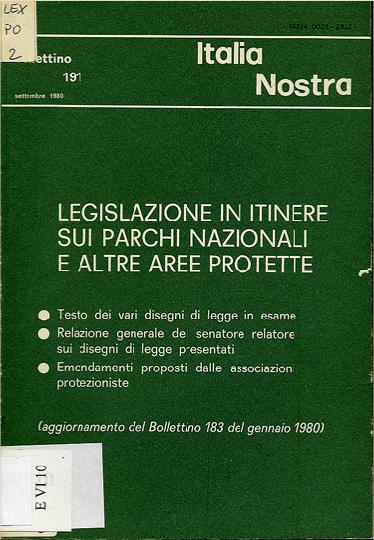 LEX
PO
2
ISSN 0021-2822
llettino
191
settembre 1980
Italia
Nostra
LEGISLAZIONE IN ITINERE
SUI PARCHI NAZIONALI
E ALTRE AREE PROTETTE
● Testo dei vari disegni di legge in esame
● Relazione generale del senatore relatore
sui disegni di legge presentati
● Emendamenti proposti dalle associazioni
protezioniste
(aggiornamento del Bollettino 183 del gennaio 1980)
E VI 10